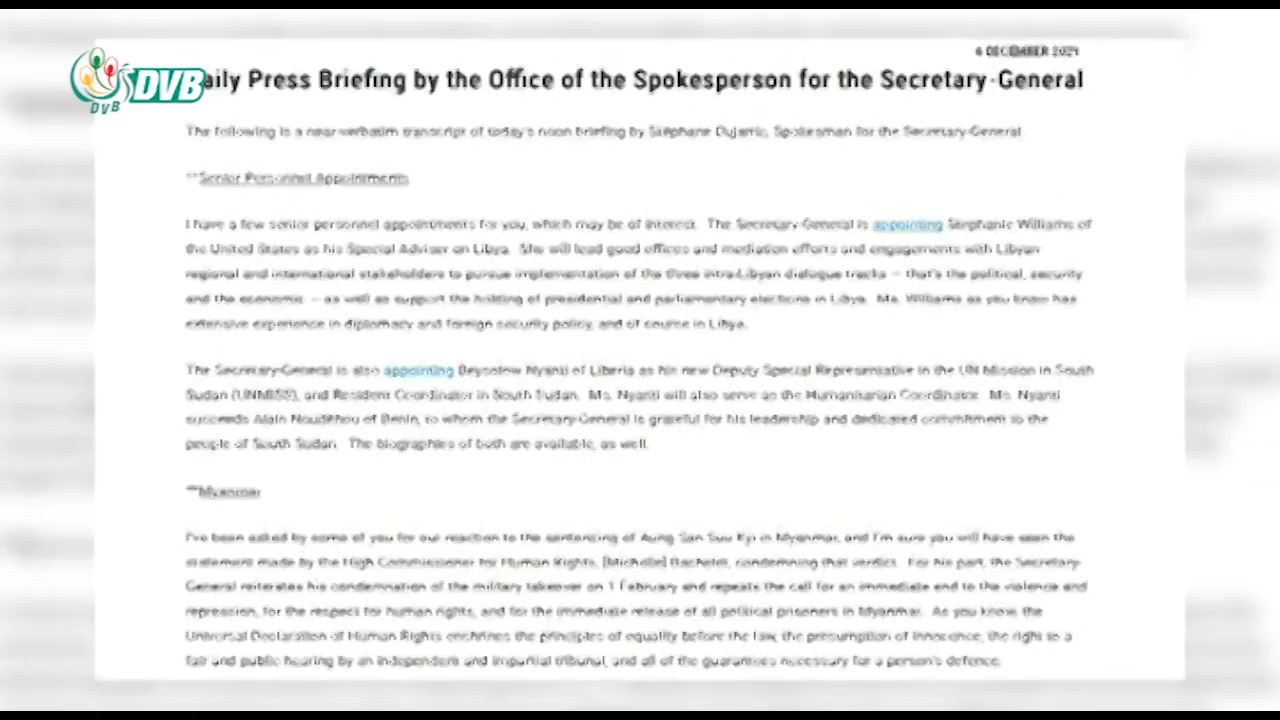 6 DECEMBER 2021
DVB
DVB
aily Press Briefing by the Office of the Spokesperson for the Secretary-General
The following is a near-verbatim transcript of today's noon briefing by Stéphane Dujarric, Spokesman for the Secretary-General.
**Senior Personnel Appointments
I have a few senior personnel appointments for you, which may be of interest. The Secretary-General is appointing Stephanie Williams of
the United States as his Special Adviser on Libya. She will lead good offices and mediation efforts and engagements with Libyan
regional and international stakeholders to pursue implementation of the three intra-Libyan dialogue tracks — that's the political, security
and the economic — as well as support the holding of presidential and parliamentary elections in Libya. Ms. Williams as you know has
extensive experience in diplomacy and foreign security policy, and of course in Libya.
The Secretary-General is also appointing Beysolow Nyanti of Liberia as his new Deputy Special Representative in the UN Mission in South
Sudan (UNMISS), and Resident Coordinator in South Sudan. Ms. Nyanti will also serve as the Humanitarian Coordinator. Ms. Nyanti
succeeds Alain Noudéhou of Benin, to whom the Secretary-General is grateful for his leadership and dedicated commitment to the
people of South Sudan. The biographies of both are available, as well.
**Myanmar
I've been asked by some of you for our reaction to the sentencing of Aung San Suu Kyi in Myanmar, and I'm sure you will have seen the
statement made by the High Commissioner for Human Rights, [Michelle] Bachelet, condemning that verdict. For his part, the Secretary-
General reiterates his condemnation of the military takeover on 1 February and repeats the call for an immediate end to the violence and
repression, for the respect for human rights, and for the immediate release of all political prisoners in Myanmar. As you know, the
Universal Declaration of Human Rights enshrines the principles of equality before the law, the presumption of innocence, the right to a
fair and public hearing by an independent and impartial tribunal, and all of the guarantees necessary for a person's defence.